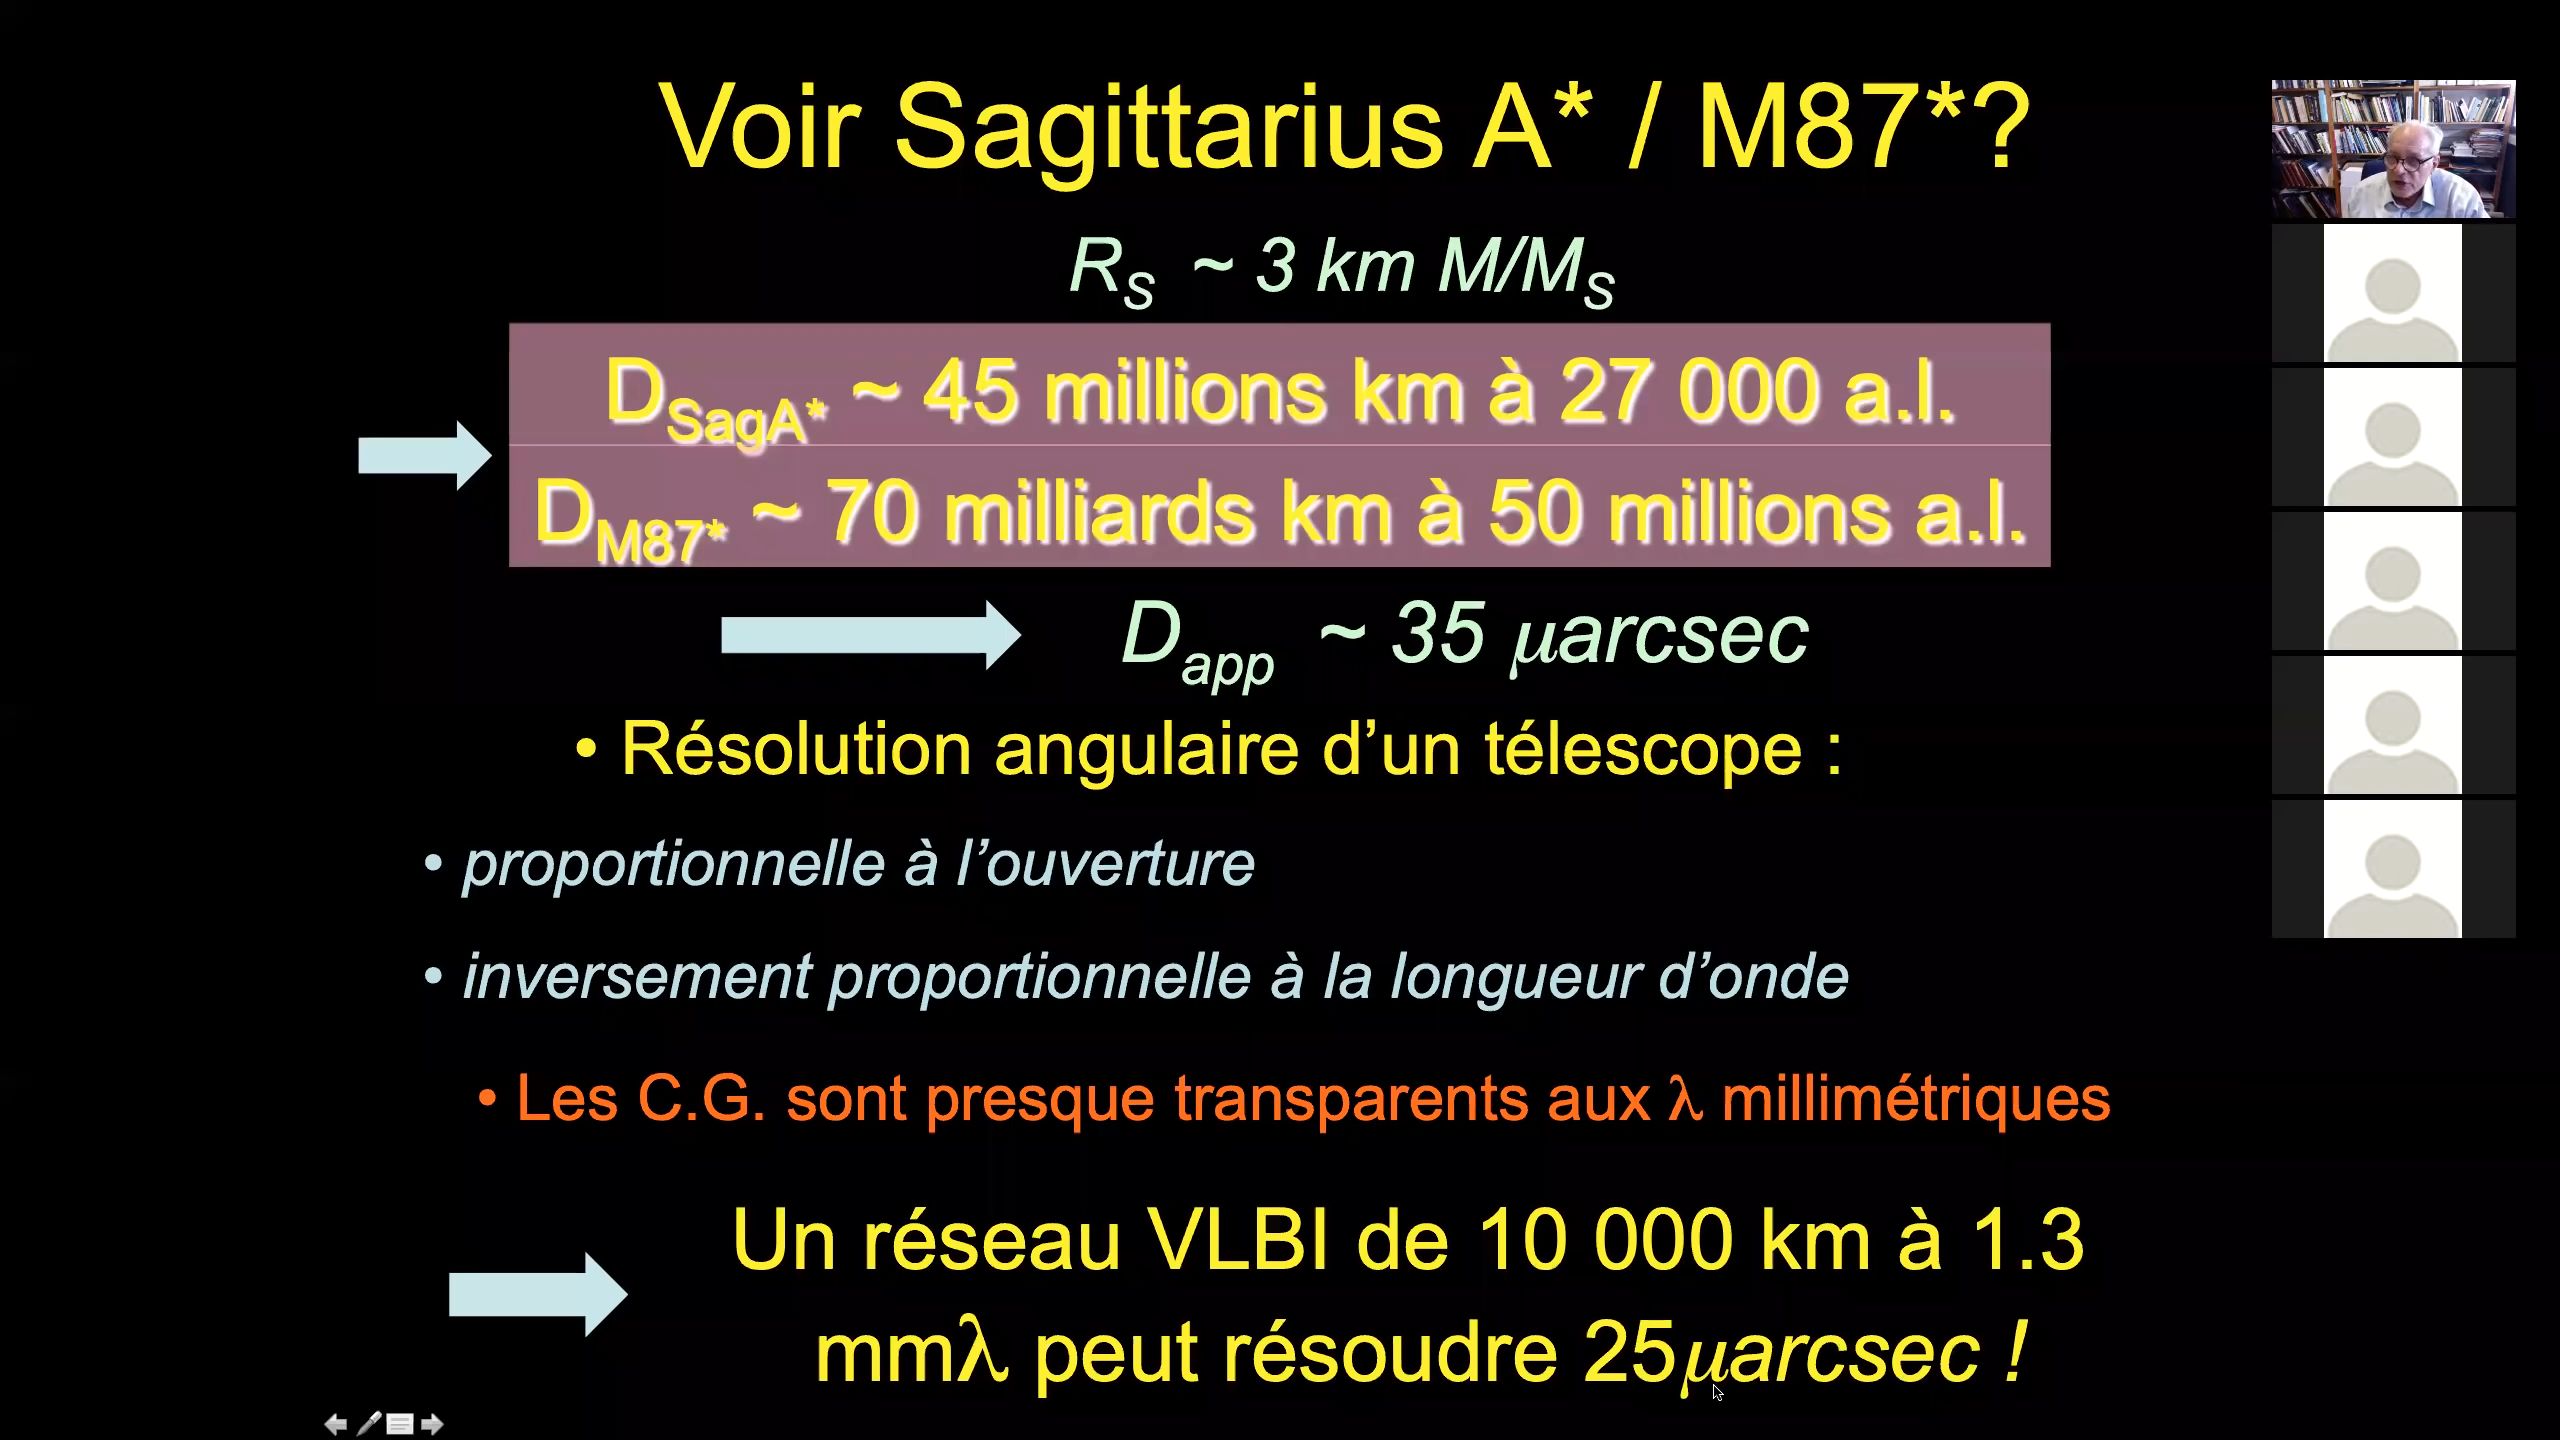 Voir Sagittarius A* / M87*?
R_S ~ 3 km M/M_S
D_SagA* ~ 45 millions km à 27 000 a.l.
D_M87* ~ 70 milliards km à 50 millions a.l.
D_app ~ 35 μarcsec
• Résolution angulaire d’un télescope :
• proportionnelle à l’ouverture
• inversement proportionnelle à la longueur d’onde
• Les C.G. sont presque transparents aux λ millimétriques
Un réseau VLBI de 10 000 km à 1.3
mmλ peut résoudre 25μarcsec !